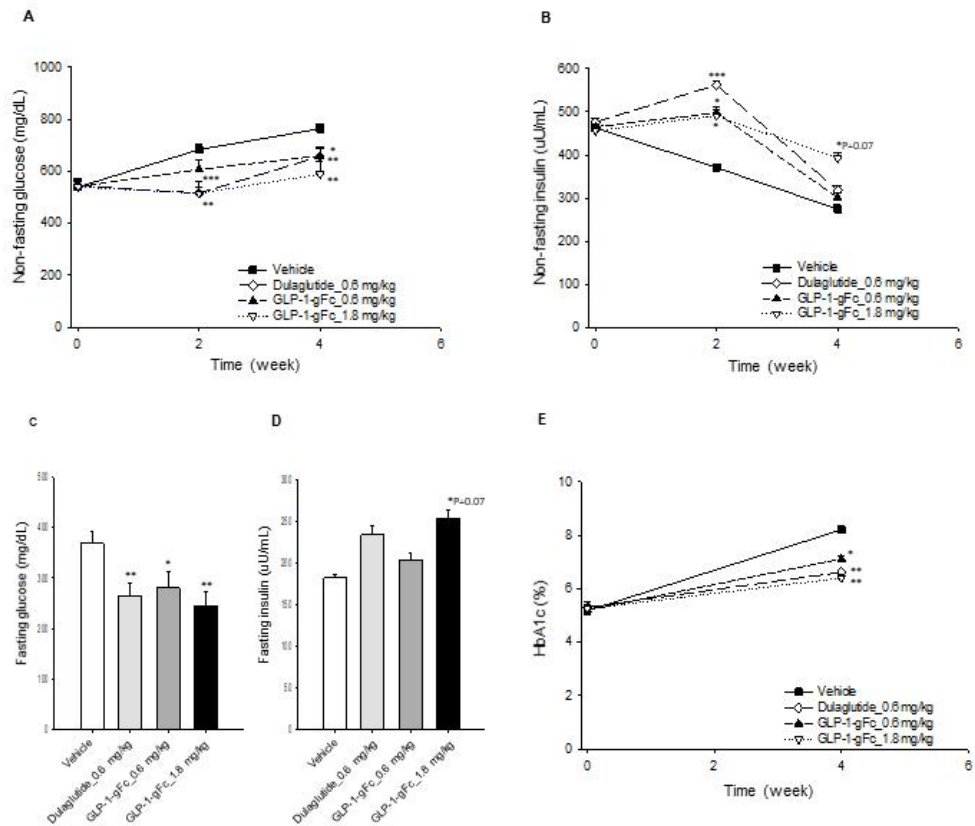 A
Non-fasting glucose (mg/dL)
1000
800
600
400
200
0
0 2 4 6
Time (week)
*
**
***
**
**
Vehicle
Dulaglutide_0.6 mg/kg
GLP-1-gFc_0.6 mg/kg
GLP-1-gFc_1.8 mg/kg
B
Non-fasting insulin (uU/mL)
600
500
400
300
200
100
0
0 2 4 6
Time (week)
***
*
*
*P=0.07
Vehicle
Dulaglutide_0.6 mg/kg
GLP-1-gFc_0.6 mg/kg
GLP-1-gFc_1.8 mg/kg
c
Fasting glucose (mg/dL)
** * **
Vehicle
Dulaglutide_0.6 mg/kg
GLP-1-gFc_0.6 mg/kg
GLP-1-gFc_1.8 mg/kg
D
Fasting insulin (uU/mL)
*P=0.07
Vehicle
Dulaglutide_0.6 mg/kg
GLP-1-gFc_0.6 mg/kg
GLP-1-gFc_1.8 mg/kg
E
HbA1c (%)
10
8
6
4
2
0
0 2 4 6
Time (week)
*
**
**
Vehicle
Dulaglutide_0.6 mg/kg
GLP-1-gFc_0.6 mg/kg
GLP-1-gFc_1.8 mg/kg